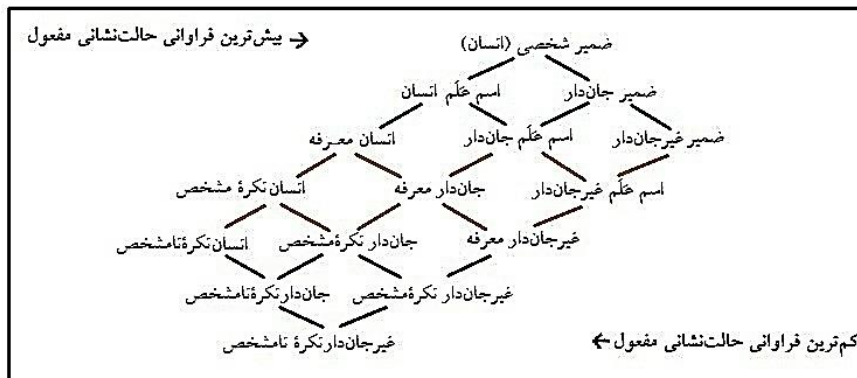 ضمیر شخصی (انسان) → بیش‌ترین فراوانی حالت‌نشانی مفعول
ضمیر جان‌دار اسم عَلَم انسان
ضمیر غیرجان‌دار اسم عَلَم جان‌دار انسان معرفه
اسم عَلَم غیرجان‌دار جان‌دار معرفه انسان نکرهٔ مشخص
غیرجان‌دار معرفه جان‌دار نکرهٔ مشخص انسان نکرهٔ نامشخص
غیرجان‌دار نکرهٔ مشخص جان‌دار نکرهٔ نامشخص
غیرجان‌دار نکرهٔ نامشخص
کم‌ترین فراوانی حالت‌نشانی مفعول ←